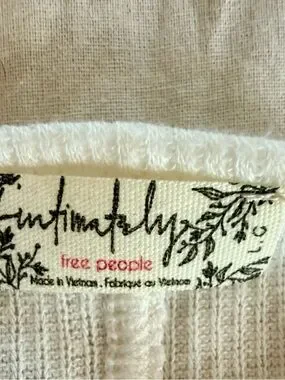 intimately
free people
Made in Vietnam . Fabriqué au Vietnam